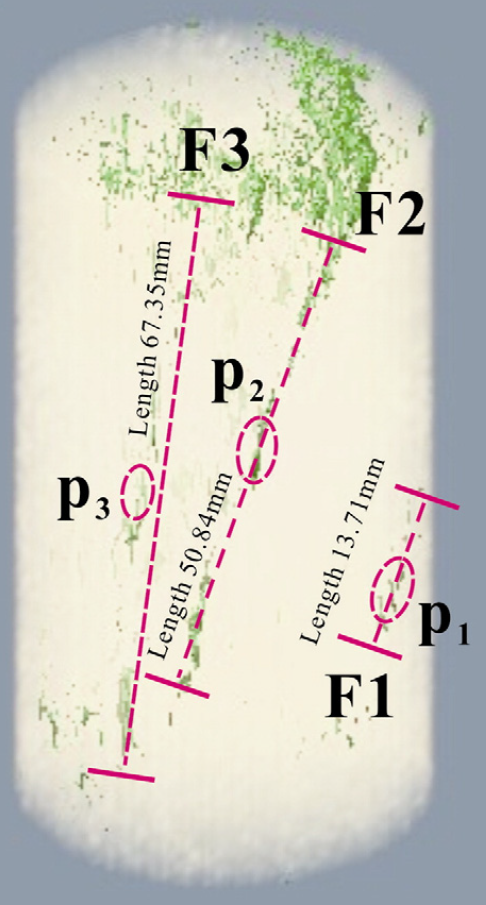 F3
F2
Length 67.35mm
p2
p3
Length 50.84mm
Length 13.71mm
p1
F1